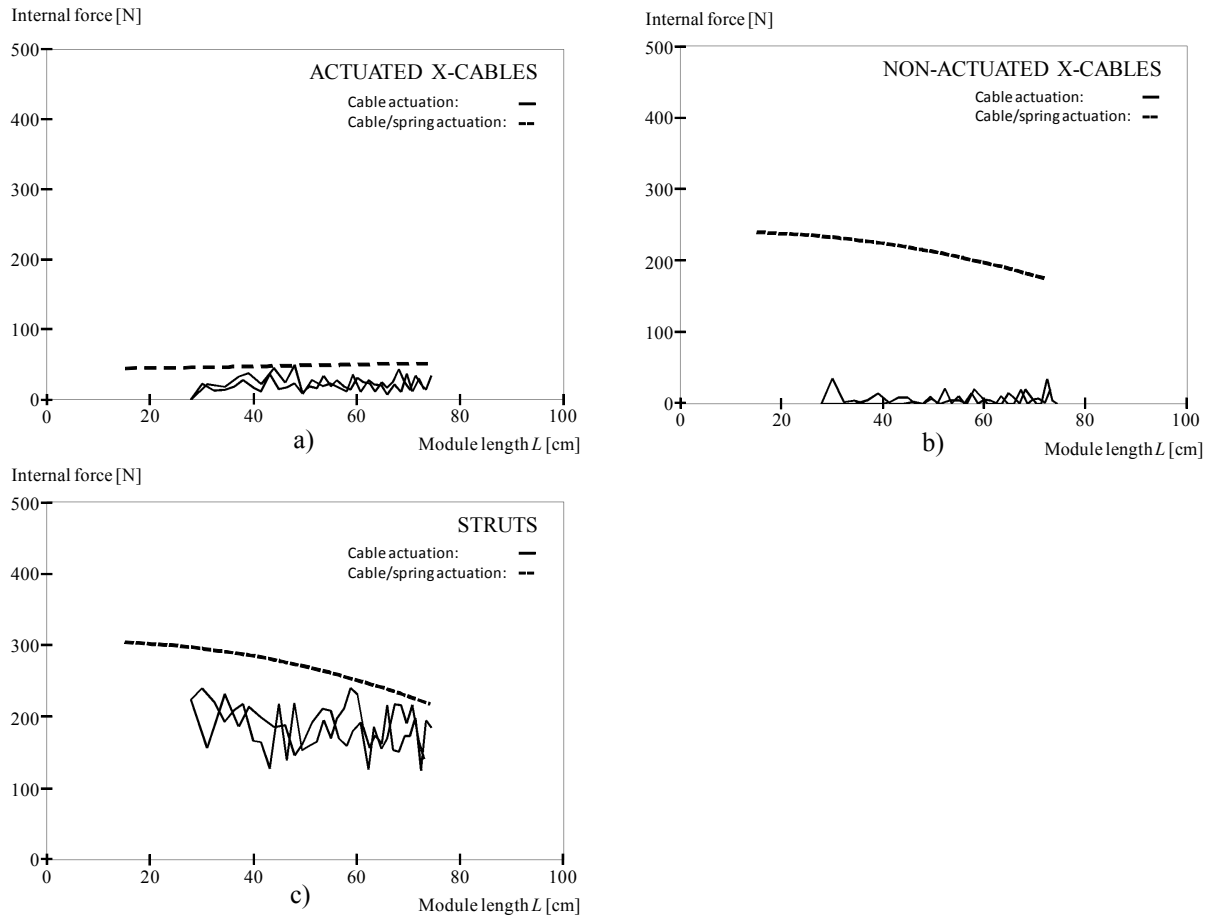 Internal force [N]
500
400
300
200
100
0
ACTUATED X-CABLES
Cable actuation:
Cable/spring actuation:
0 20 40 60 80 100
a)
Module length L [cm]
Internal force [N]
500
400
300
200
100
0
NON-ACTUATED X-CABLES
Cable actuation:
Cable/spring actuation:
0 20 40 60 80 100
b)
Module length L [cm]
Internal force [N]
500
400
300
200
100
0
STRUTS
Cable actuation:
Cable/spring actuation:
0 20 40 60 80 100
c)
Module length L [cm]